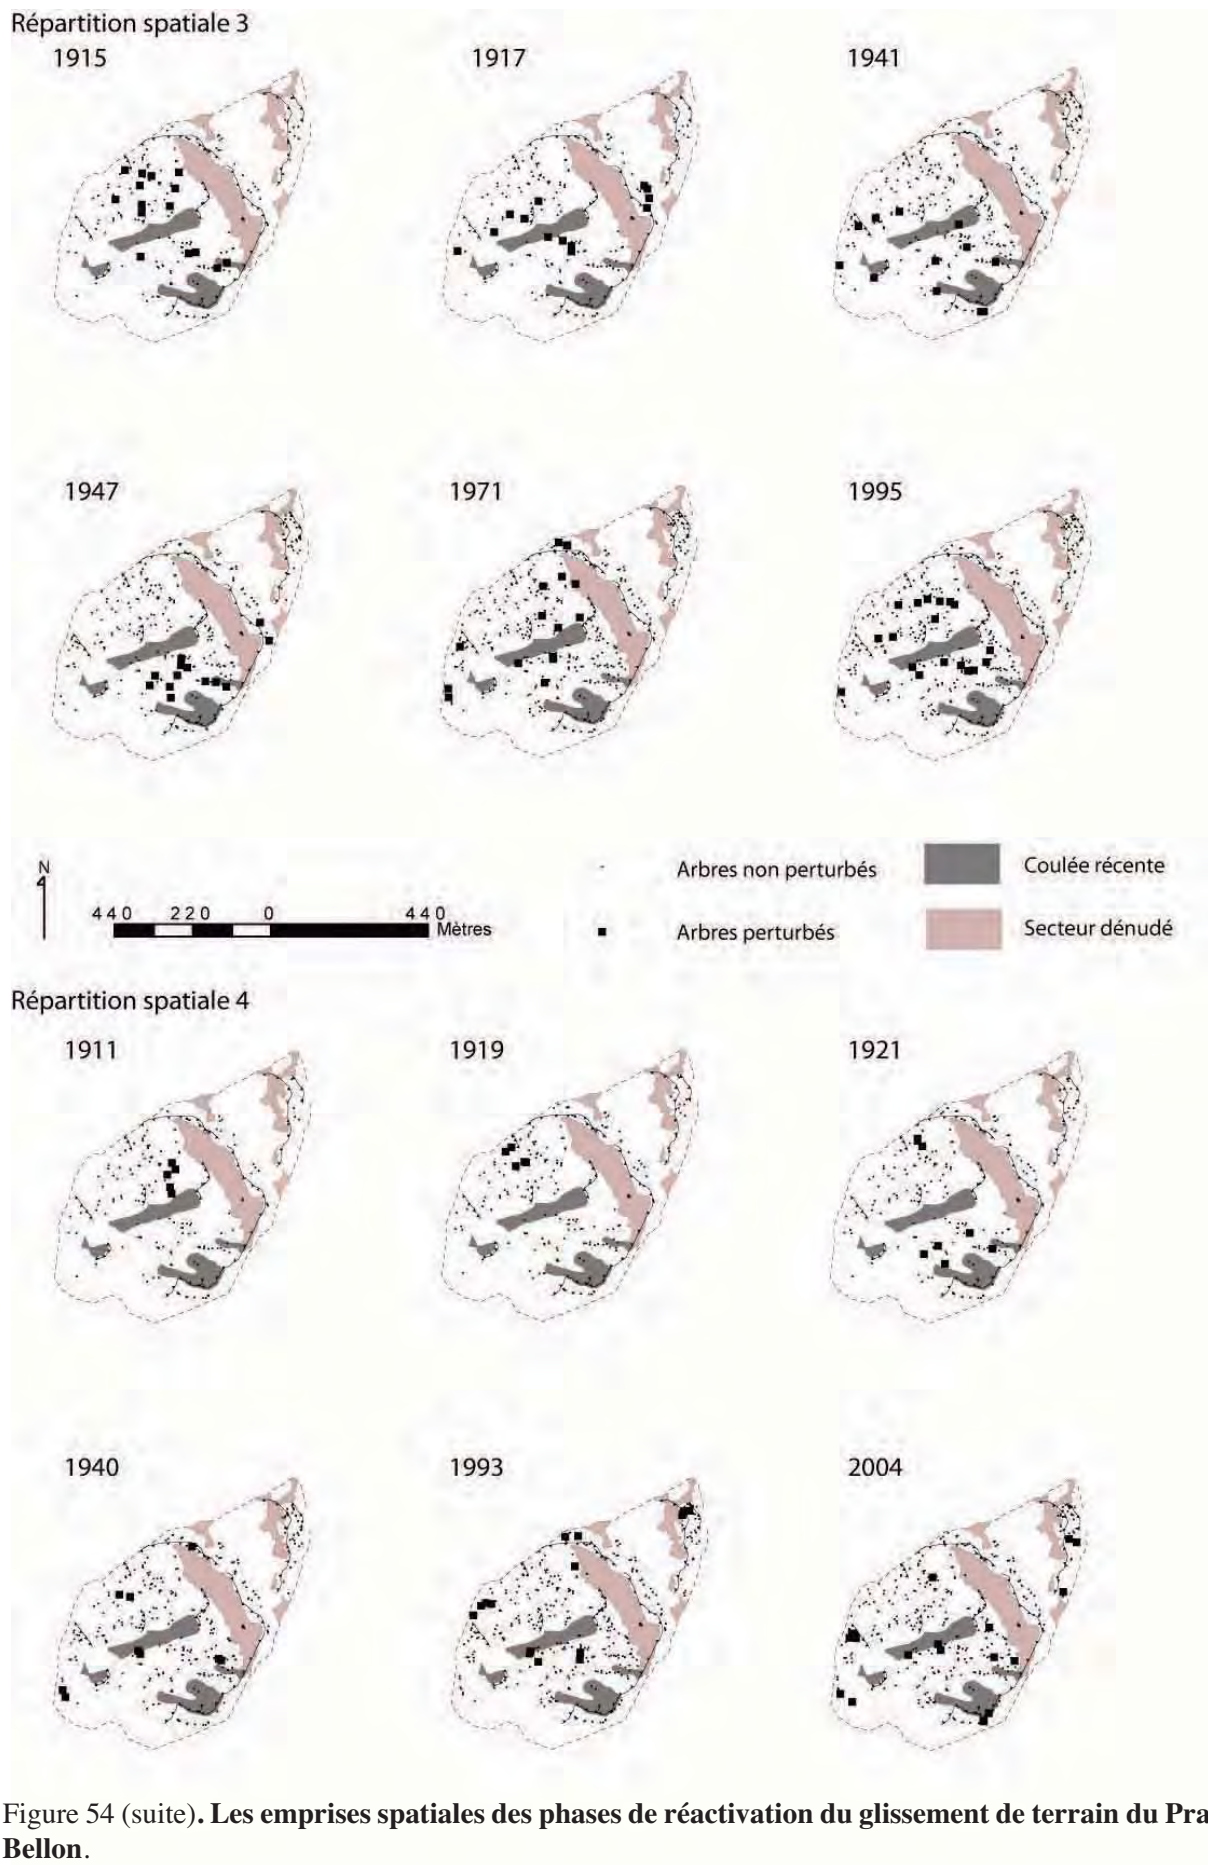 Répartition spatiale 3
1915 1917 1941
1947 1971 1995
N
440 220 0 440 Mètres
Arbres non perturbés
Arbres perturbés
Coulée récente
Secteur dénudé
Répartition spatiale 4
1911 1919 1921
1940 1993 2004
Figure 54 (suite). Les emprises spatiales des phases de réactivation du glissement de terrain du Pra
Bellon.